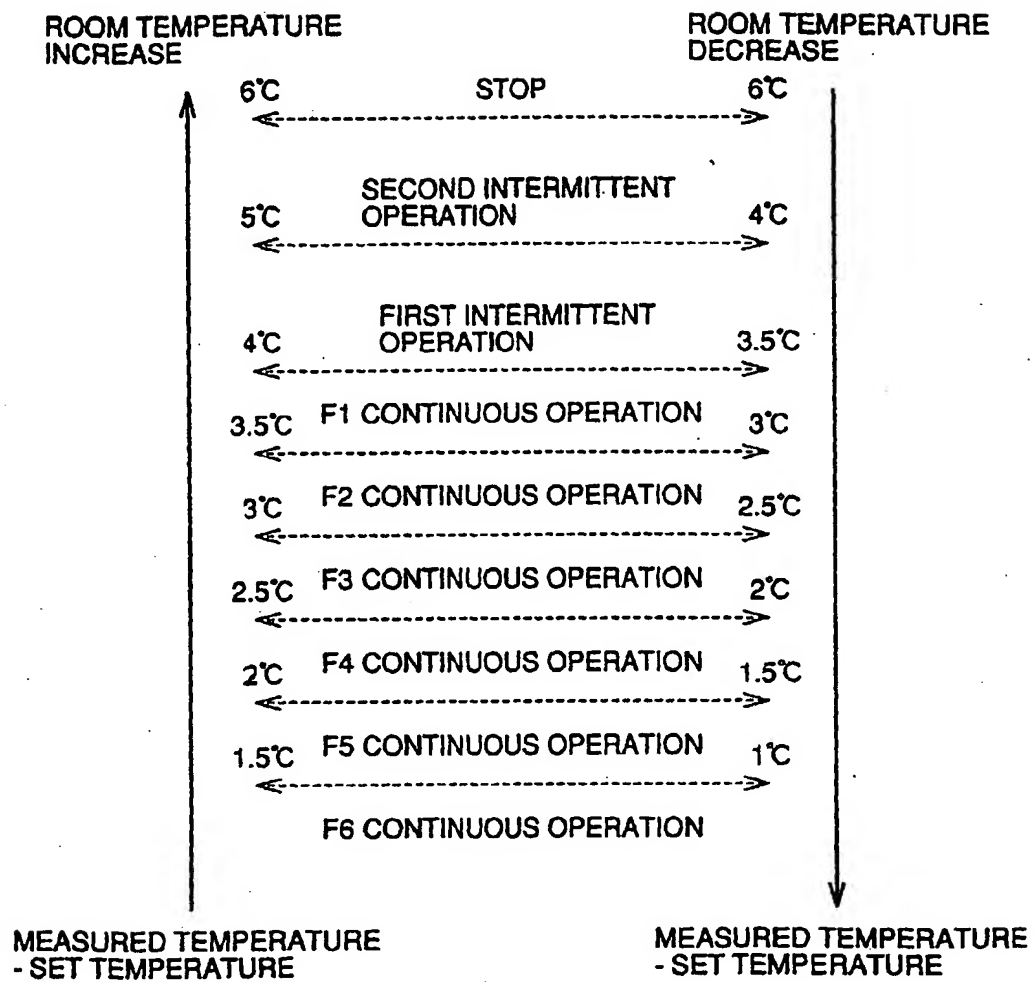 ROOM TEMPERATURE
INCREASE
ROOM TEMPERATURE
DECREASE
6℃ STOP 6℃
SECOND INTERMITTENT
5℃ OPERATION 4℃
FIRST INTERMITTENT
4℃ OPERATION 3.5℃
3.5℃ F1 CONTINUOUS OPERATION 3℃
3℃ F2 CONTINUOUS OPERATION 2.5℃
2.5℃ F3 CONTINUOUS OPERATION 2℃
2℃ F4 CONTINUOUS OPERATION 1.5℃
1.5℃ F5 CONTINUOUS OPERATION 1℃
F6 CONTINUOUS OPERATION
MEASURED TEMPERATURE
- SET TEMPERATURE
MEASURED TEMPERATURE
- SET TEMPERATURE